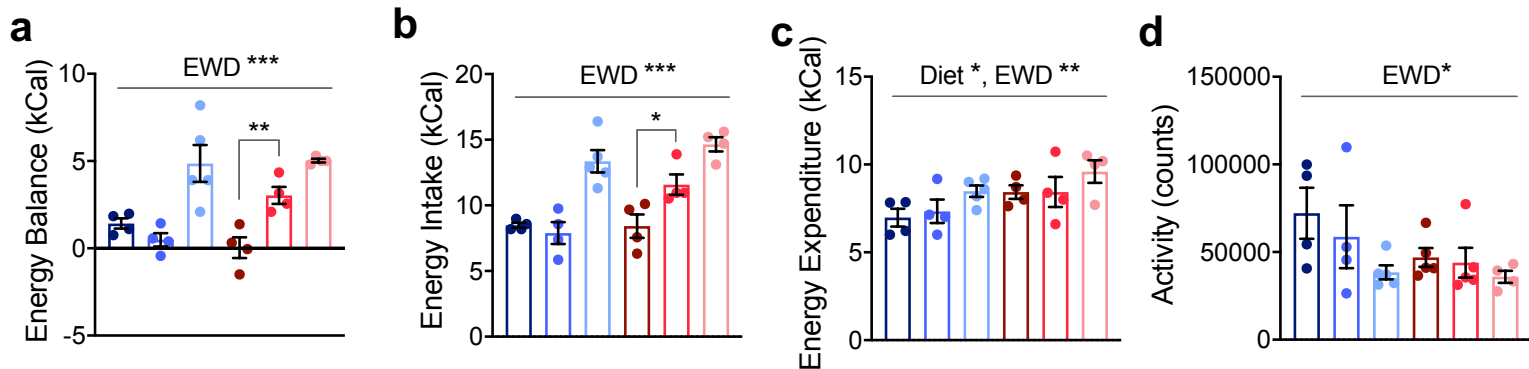 a
Energy Balance (kCal)
EWD ***
**
10
5
0
-5
b
Energy Intake (kCal)
EWD ***
*
20
15
10
5
0
c
Energy Expenditure (kCal)
Diet *, EWD **
15
10
5
0
d
Activity (counts)
EWD*
150000
100000
50000
0